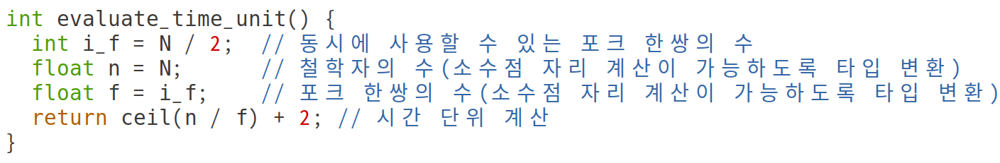 int evaluate_time_unit() {
  int i_f = N / 2;  // 동시에 사용할 수 있는 포크 한쌍의 수
  float n = N;      // 철학자의 수(소수점 자리 계산이 가능하도록 타입 변환)
  float f = i_f;    // 포크 한쌍의 수(소수점 자리 계산이 가능하도록 타입 변환)
  return ceil(n / f) + 2; // 시간 단위 계산
}